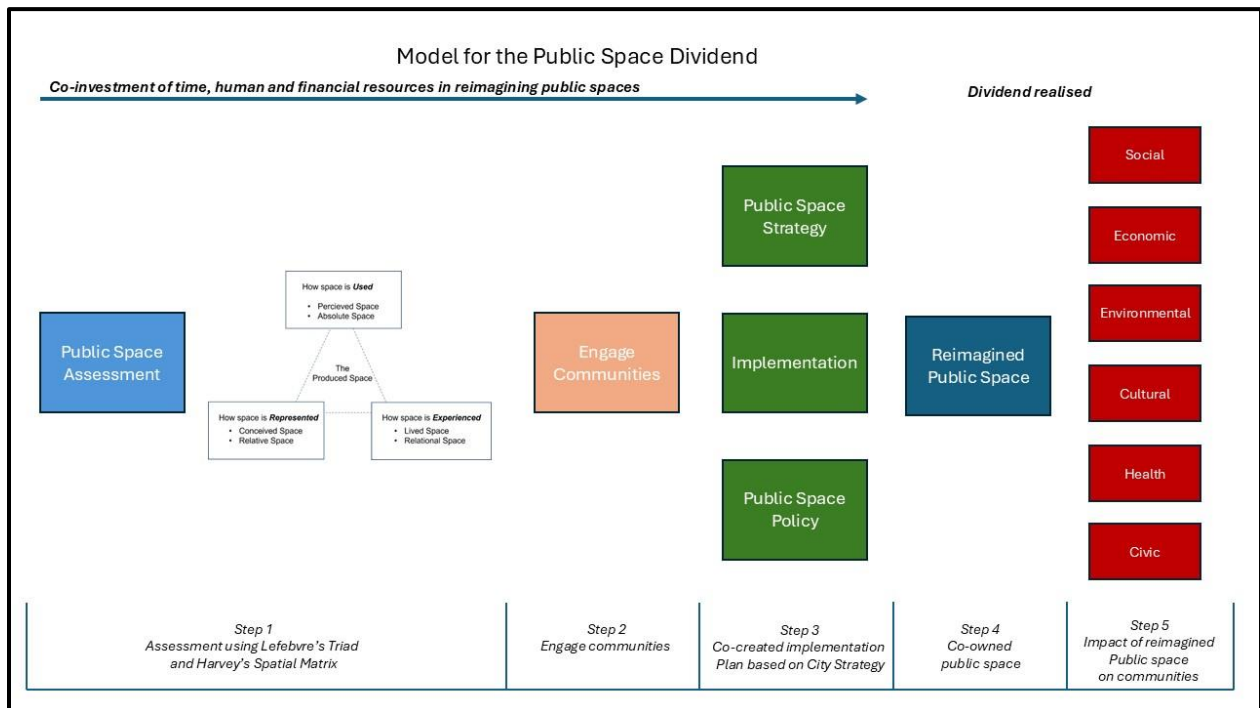 Model for the Public Space Dividend
Co-investment of time, human and financial resources in reimagining public spaces
Dividend realised
Public Space
Assessment
How space is Used
• Percieved Space
• Absolute Space
The
Produced Space
How space is Represented
• Conceived Space
• Relative Space
How space is Experienced
• Lived Space
• Relational Space
Engage
Communities
Public Space
Strategy
Implementation
Public Space
Policy
Reimagined
Public Space
Social
Economic
Environmental
Cultural
Health
Civic
Step 1
Assessment using Lefebvre's Triad
and Harvey's Spatial Matrix
Step 2
Engage communities
Step 3
Co-created implementation
Plan based on City Strategy
Step 4
Co-owned
public space
Step 5
Impact of reimagined
Public space
on communities